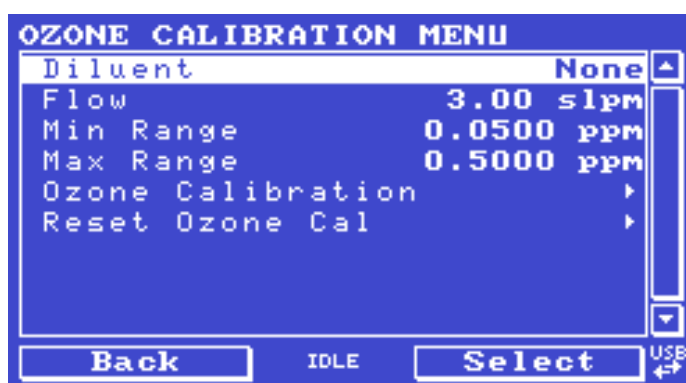 OZONE CALIBRATION MENU
Diluent None
Flow 3.00 slpm
Min Range 0.0500 ppm
Max Range 0.5000 ppm
Ozone Calibration
Reset Ozone Cal
Back IDLE Select USB